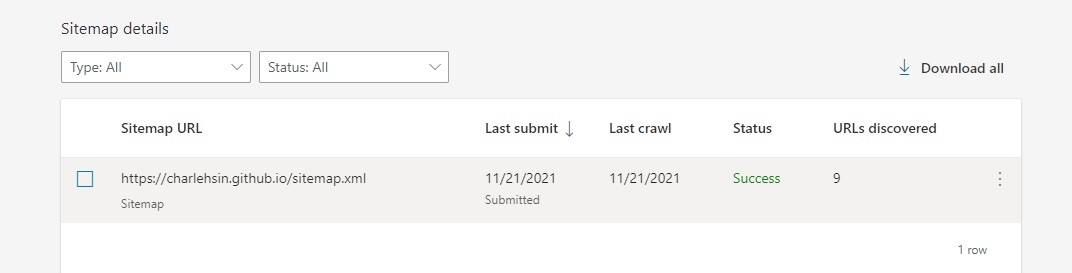 Sitemap details
Type: All
Status: All
Download all
Sitemap URL Last submit Last crawl Status URLs discovered
https://charlehsin.github.io/sitemap.xml 11/21/2021 11/21/2021 Success 9
Sitemap Submitted
1 row